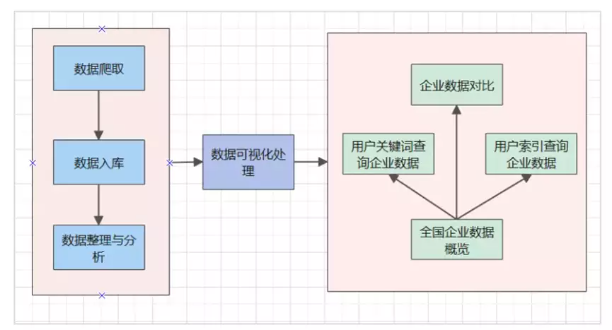 数据爬取
数据入库
数据整理与分
析
数据可视化处
理
企业数据对比
用户关键词查
询企业数据
用户索引查询
企业数据
全国企业数据
概览